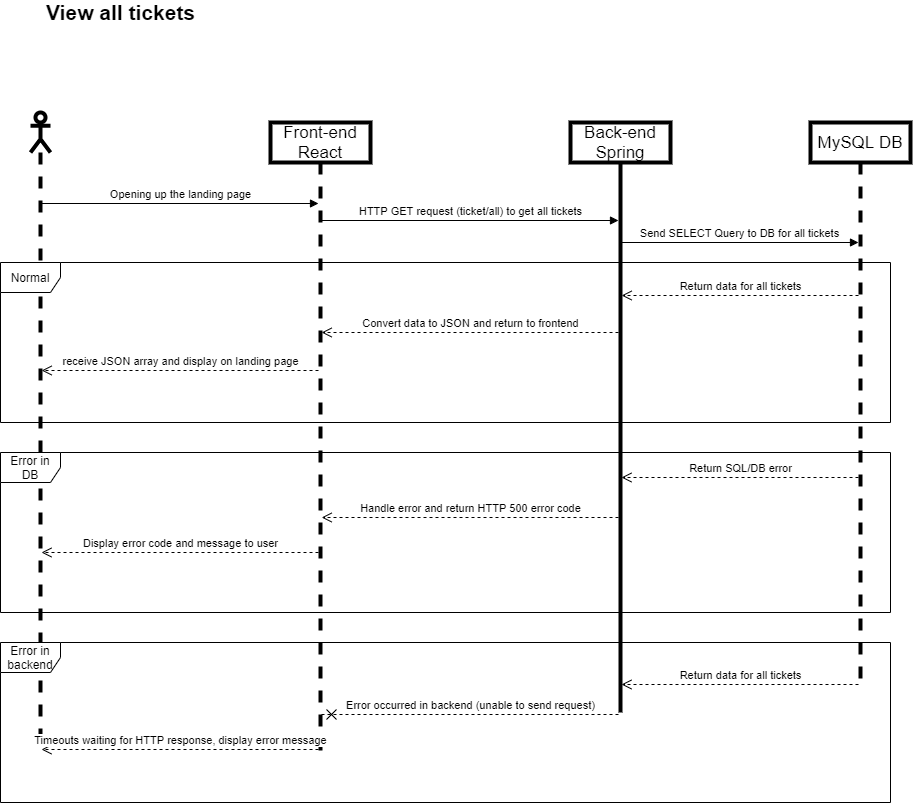 View all tickets
Front-end
React
Back-end
Spring
MySQL DB
Opening up the landing page
HTTP GET request (ticket/all) to get all tickets
Send SELECT Query to DB for all tickets
Normal
Return data for all tickets
Convert data to JSON and return to frontend
receive JSON array and display on landing page
Error in
DB
Return SQL/DB error
Handle error and return HTTP 500 error code
Display error code and message to user
Error in
backend
Return data for all tickets
Error occurred in backend (unable to send request)
Timeouts waiting for HTTP response, display error message